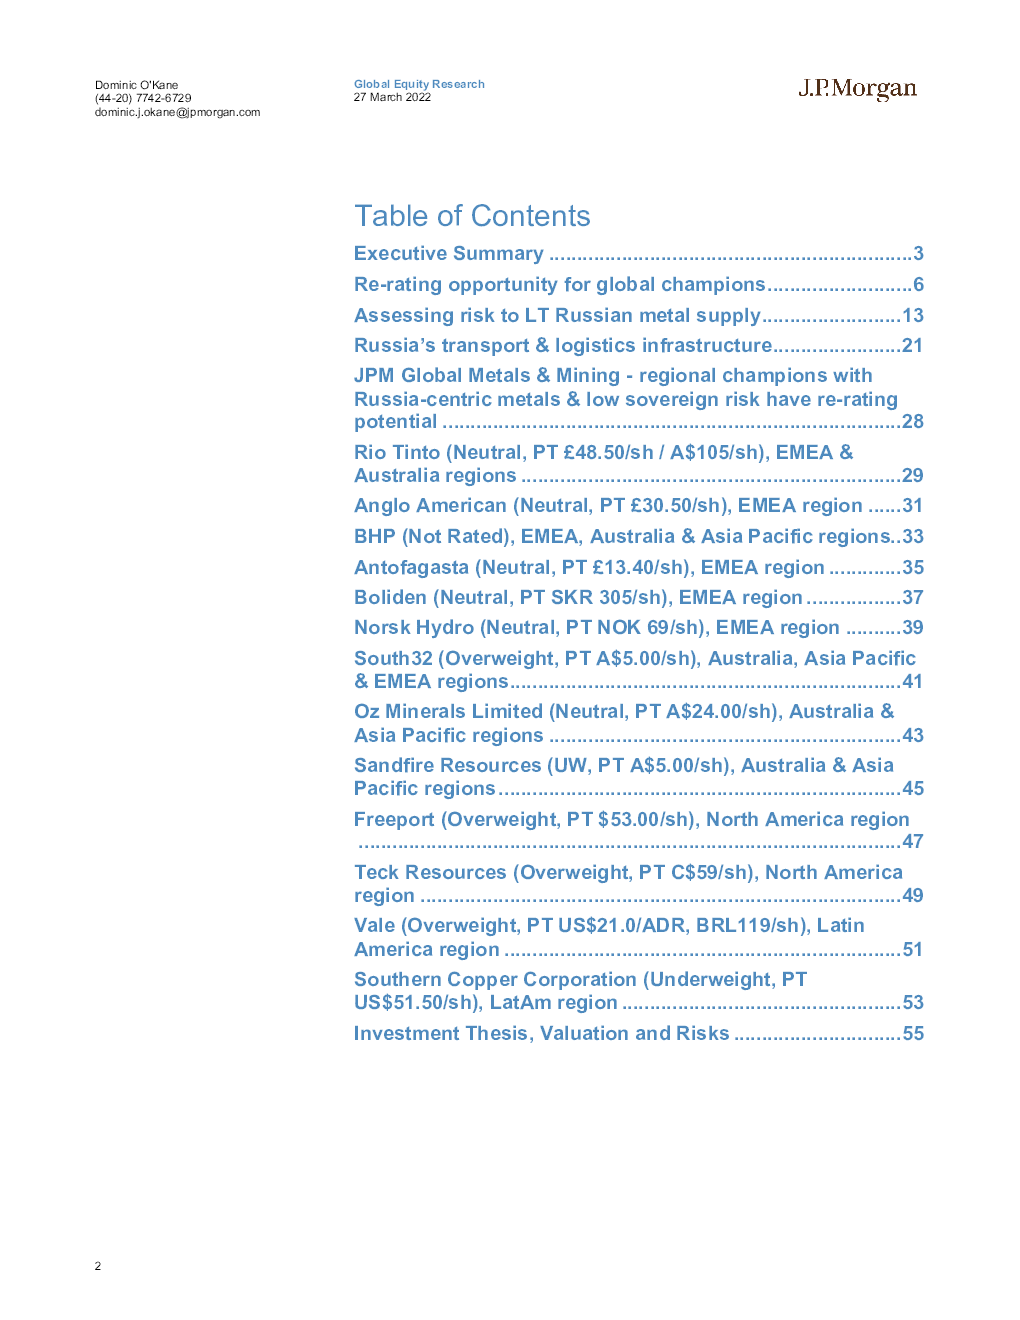 Dominic O'Kane
(44-20) 7742-6729
dominic.j.okane@jpmorgan.com
Global Equity Research
27 March 2022
J.P.Morgan
Table of Contents
Executive Summary .................................................................3
Re-rating opportunity for global champions..........................6
Assessing risk to LT Russian metal supply.........................13
Russia’s transport & logistics infrastructure.......................21
JPM Global Metals & Mining - regional champions with
Russia-centric metals & low sovereign risk have re-rating
potential ..................................................................................28
Rio Tinto (Neutral, PT £48.50/sh / A$105/sh), EMEA &
Australia regions ....................................................................29
Anglo American (Neutral, PT £30.50/sh), EMEA region ......31
BHP (Not Rated), EMEA, Australia & Asia Pacific regions..33
Antofagasta (Neutral, PT £13.40/sh), EMEA region .............35
Boliden (Neutral, PT SKR 305/sh), EMEA region .................37
Norsk Hydro (Neutral, PT NOK 69/sh), EMEA region ..........39
South32 (Overweight, PT A$5.00/sh), Australia, Asia Pacific
& EMEA regions......................................................................41
Oz Minerals Limited (Neutral, PT A$24.00/sh), Australia &
Asia Pacific regions ...............................................................43
Sandfire Resources (UW, PT A$5.00/sh), Australia & Asia
Pacific regions........................................................................45
Freeport (Overweight, PT $53.00/sh), North America region
.................................................................................................47
Teck Resources (Overweight, PT C$59/sh), North America
region ......................................................................................49
Vale (Overweight, PT US$21.0/ADR, BRL119/sh), Latin
America region .......................................................................51
Southern Copper Corporation (Underweight, PT
US$51.50/sh), LatAm region ..................................................53
Investment Thesis, Valuation and Risks ..............................55
2